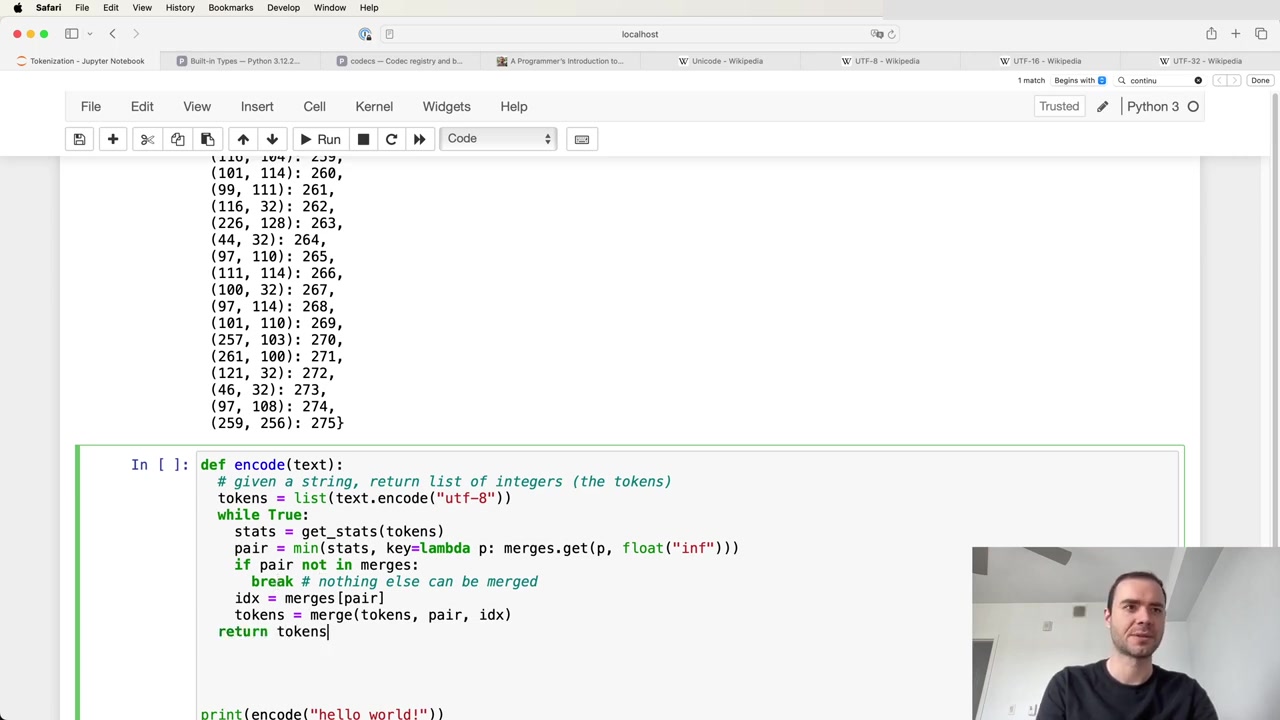 Safari File Edit View History Bookmarks Develop Window Help
localhost
Tokenization - Jupyter Notebook
Built-in Types — Python 3.12.2...
codecs — Codec registry and b...
A Programmer's Introduction to...
Unicode - Wikipedia
UTF-8 - Wikipedia
UTF-16 - Wikipedia
UTF-32 - Wikipedia
1 match Begins with continu Done
File Edit View Insert Cell Kernel Widgets Help Trusted Python 3
Run Code
(116, 104): 259,
(101, 114): 260,
(99, 111): 261,
(116, 32): 262,
(226, 128): 263,
(44, 32): 264,
(97, 110): 265,
(111, 114): 266,
(100, 32): 267,
(97, 114): 268,
(101, 110): 269,
(257, 103): 270,
(261, 100): 271,
(121, 32): 272,
(46, 32): 273,
(97, 108): 274,
(259, 256): 275}
In [ ]: def encode(text):
# given a string, return list of integers (the tokens)
tokens = list(text.encode("utf-8"))
while True:
stats = get_stats(tokens)
pair = min(stats, key=lambda p: merges.get(p, float("inf")))
if pair not in merges:
break # nothing else can be merged
idx = merges[pair]
tokens = merge(tokens, pair, idx)
return tokens
print(encode("hello world!"))